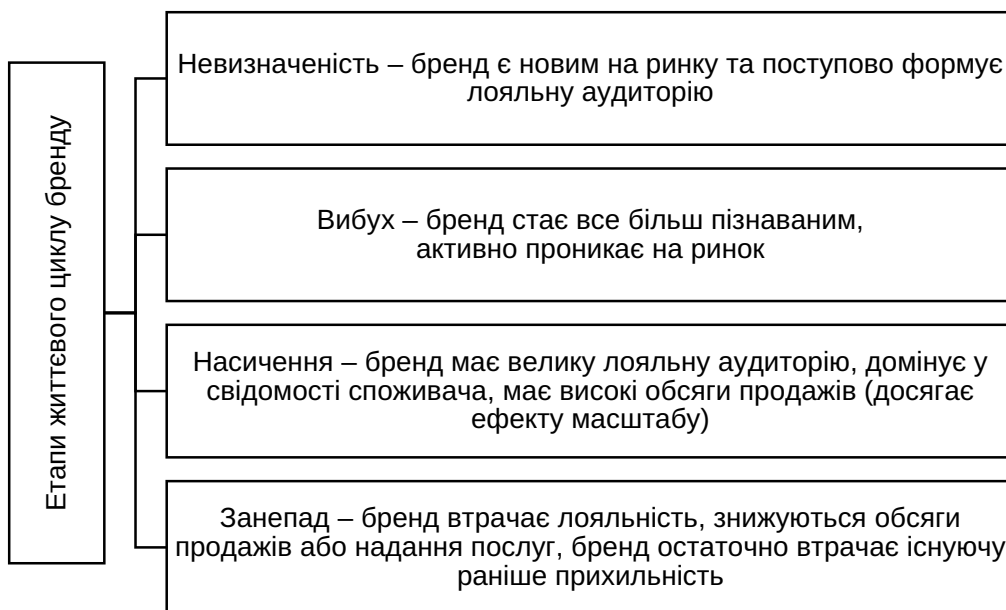 Етапи життєвого циклу бренду
Невизначеність – бренд є новим на ринку та поступово формує
лояльну аудиторію
Вибух – бренд стає все більш пізнаваним,
активно проникає на ринок
Насичення – бренд має велику лояльну аудиторію, домінує у
свідомості споживача, має високі обсяги продажів (досягає
ефекту масштабу)
Занепад – бренд втрачає лояльність, знижуються обсяги
продажів або надання послуг, бренд остаточно втрачає існуючу
раніше прихильність